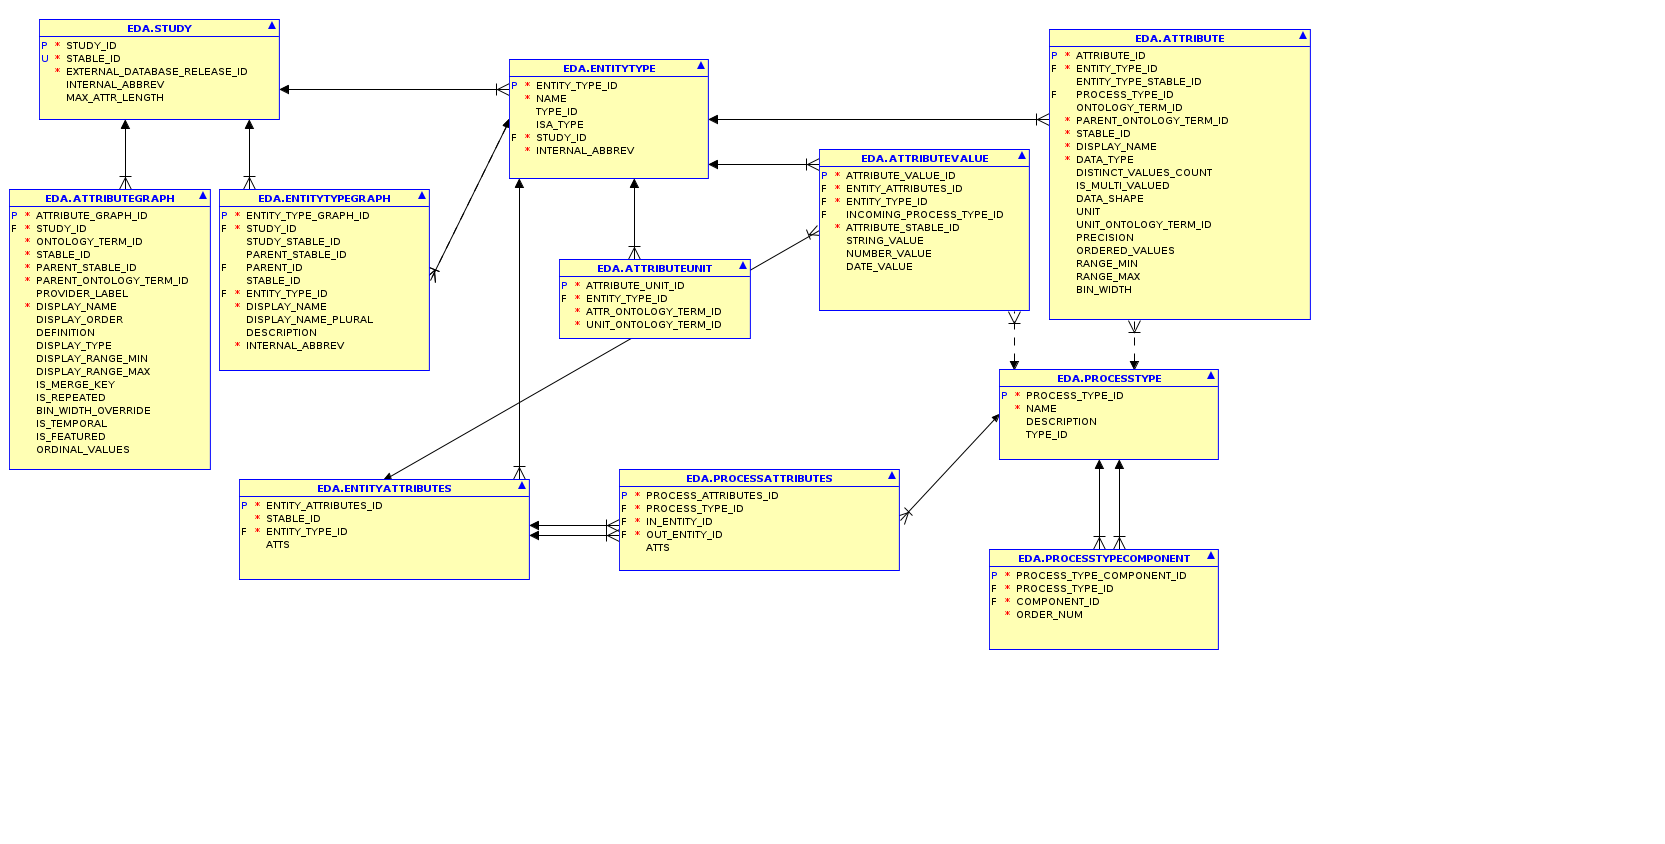 EDA.STUDY
P * STUDY_ID
U * STABLE_ID
* EXTERNAL_DATABASE_RELEASE_ID
INTERNAL_ABBREV
MAX_ATTR_LENGTH
EDA.ENTITYTYPE
P * ENTITY_TYPE_ID
* NAME
TYPE_ID
ISA_TYPE
F * STUDY_ID
* INTERNAL_ABBREV
EDA.ATTRIBUTE
P * ATTRIBUTE_ID
F * ENTITY_TYPE_ID
ENTITY_TYPE_STABLE_ID
F PROCESS_TYPE_ID
ONTOLOGY_TERM_ID
* PARENT_ONTOLOGY_TERM_ID
* STABLE_ID
* DISPLAY_NAME
* DATA_TYPE
DISTINCT_VALUES_COUNT
IS_MULTI_VALUED
DATA_SHAPE
UNIT
UNIT_ONTOLOGY_TERM_ID
PRECISION
ORDERED_VALUES
RANGE_MIN
RANGE_MAX
BIN_WIDTH
EDA.ATTRIBUTEVALUE
P * ATTRIBUTE_VALUE_ID
F * ENTITY_ATTRIBUTES_ID
F * ENTITY_TYPE_ID
F INCOMING_PROCESS_TYPE_ID
* ATTRIBUTE_STABLE_ID
STRING_VALUE
NUMBER_VALUE
DATE_VALUE
EDA.ATTRIBUTEGRAPH
P * ATTRIBUTE_GRAPH_ID
F * STUDY_ID
* ONTOLOGY_TERM_ID
* STABLE_ID
* PARENT_STABLE_ID
* PARENT_ONTOLOGY_TERM_ID
PROVIDER_LABEL
* DISPLAY_NAME
DISPLAY_ORDER
DEFINITION
DISPLAY_TYPE
DISPLAY_RANGE_MIN
DISPLAY_RANGE_MAX
IS_MERGE_KEY
IS_REPEATED
BIN_WIDTH_OVERRIDE
IS_TEMPORAL
IS_FEATURED
ORDINAL_VALUES
EDA.ENTITYTYPEGRAPH
P * ENTITY_TYPE_GRAPH_ID
F * STUDY_ID
STUDY_STABLE_ID
PARENT_STABLE_ID
F PARENT_ID
STABLE_ID
F * ENTITY_TYPE_ID
* DISPLAY_NAME
DISPLAY_NAME_PLURAL
DESCRIPTION
* INTERNAL_ABBREV
EDA.ATTRIBUTEUNIT
P * ATTRIBUTE_UNIT_ID
F * ENTITY_TYPE_ID
* ATTR_ONTOLOGY_TERM_ID
* UNIT_ONTOLOGY_TERM_ID
EDA.PROCESSTYPE
P * PROCESS_TYPE_ID
* NAME
DESCRIPTION
TYPE_ID
EDA.ENTITYATTRIBUTES
P * ENTITY_ATTRIBUTES_ID
* STABLE_ID
F * ENTITY_TYPE_ID
ATTS
EDA.PROCESSATTRIBUTES
P * PROCESS_ATTRIBUTES_ID
F * PROCESS_TYPE_ID
F * IN_ENTITY_ID
F * OUT_ENTITY_ID
ATTS
EDA.PROCESSTYPECOMPONENT
P * PROCESS_TYPE_COMPONENT_ID
F * PROCESS_TYPE_ID
F * COMPONENT_ID
* ORDER_NUM